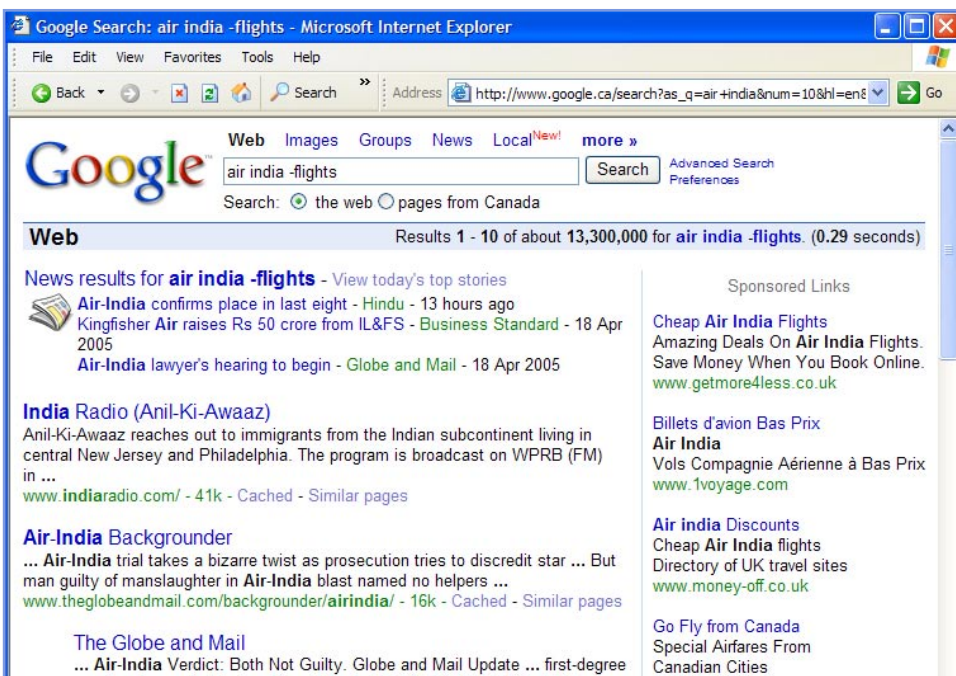 Google Search: air india -flights - Microsoft Internet Explorer
File Edit View Favorites Tools Help
Back Search » Address http://www.google.ca/search?as_q=air+india&num=10&hl=en& Go
Google™
Web Images Groups News Local New! more »
air india -flights Search Advanced Search
Preferences
Search: the web pages from Canada
Web Results 1 - 10 of about 13,300,000 for air india -flights. (0.29 seconds)
News results for air india -flights - View today's top stories
Air-India confirms place in last eight - Hindu - 13 hours ago
Kingfisher Air raises Rs 50 crore from IL&FS - Business Standard - 18 Apr
2005
Air-India lawyer's hearing to begin - Globe and Mail - 18 Apr 2005
India Radio (Anil-Ki-Awaaz)
Anil-Ki-Awaaz reaches out to immigrants from the Indian subcontinent living in
central New Jersey and Philadelphia. The program is broadcast on WPRB (FM)
in ...
www.indiaradio.com/ - 41k - Cached - Similar pages
Air-India Backgrounder
... Air-India trial takes a bizarre twist as prosecution tries to discredit star ... But
man guilty of manslaughter in Air-India blast named no helpers ...
www.theglobeandmail.com/backgrounder/airindia/ - 16k - Cached - Similar pages
The Globe and Mail
... Air-India Verdict: Both Not Guilty. Globe and Mail Update ... first-degree
Sponsored Links
Cheap Air India Flights
Amazing Deals On Air India Flights.
Save Money When You Book Online.
www.getmore4less.co.uk
Billets d'avion Bas Prix
Air India
Vols Compagnie Aérienne à Bas Prix
www.1voyage.com
Air india Discounts
Cheap Air India flights
Directory of UK travel sites
www.money-off.co.uk
Go Fly from Canada
Special Airfares From
Canadian Cities